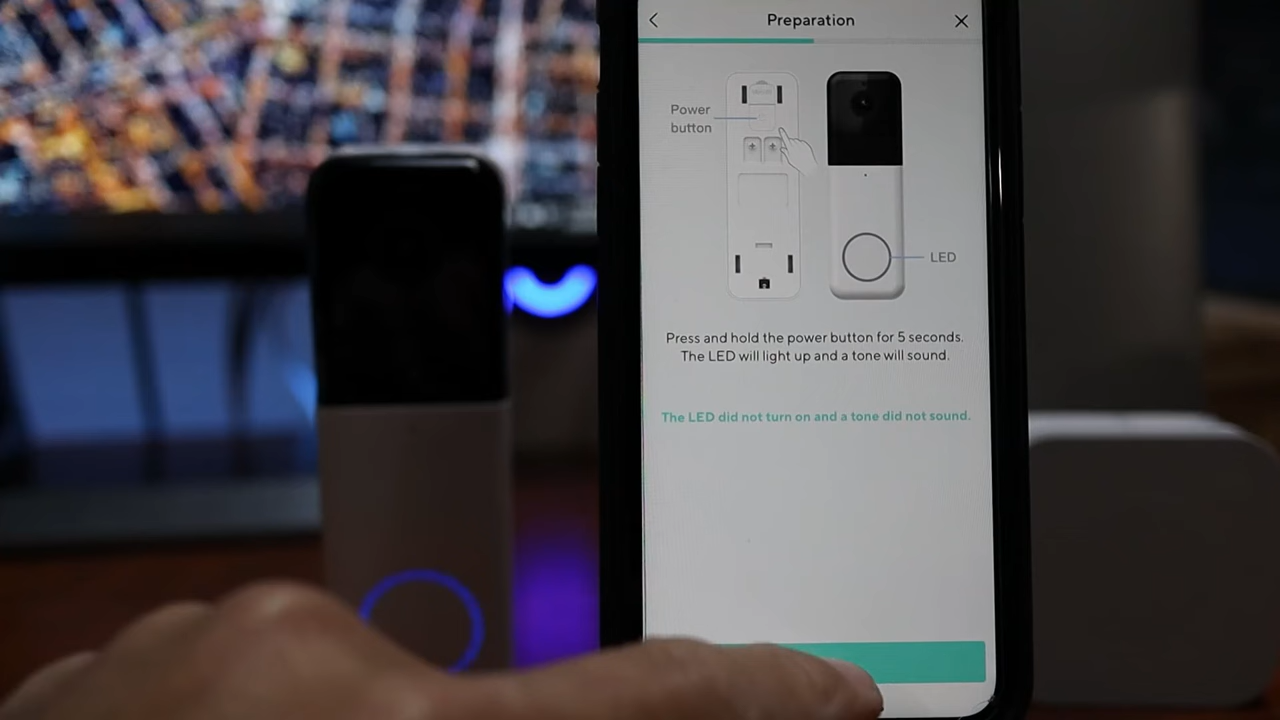 Preparation
Power
button
LED
Press and hold the power button for 5 seconds.
The LED will light up and a tone will sound.
The LED did not turn on and a tone did not sound.